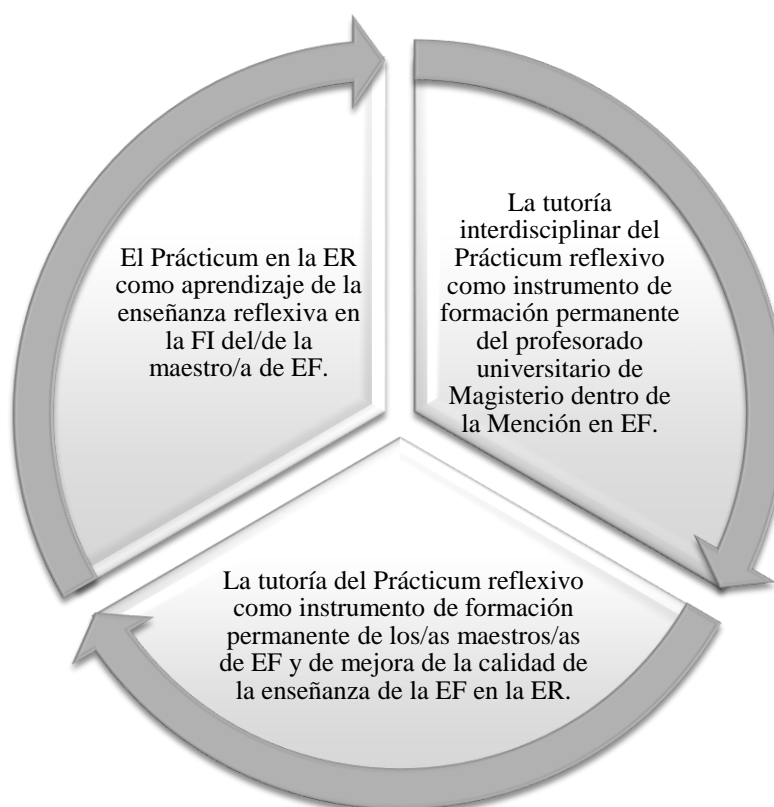 El Prácticum en la ER
como aprendizaje de la
enseñanza reflexiva en
la FI del/de la
maestro/a de EF.
La tutoría
interdisciplinar del
Prácticum reflexivo
como instrumento de
formación permanente
del profesorado
universitario de
Magisterio dentro de
la Mención en EF.
La tutoría del Prácticum reflexivo
como instrumento de formación
permanente de los/as maestros/as
de EF y de mejora de la calidad de
la enseñanza de la EF en la ER.